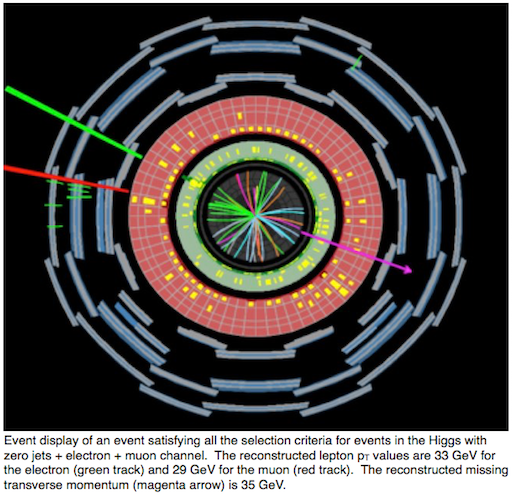 Event display of an event satisfying all the selection criteria for events in the Higgs with
zero jets + electron + muon channel.  The reconstructed lepton pT values are 33 GeV for
the electron (green track) and 29 GeV for the muon (red track).  The reconstructed missing
transverse momentum (magenta arrow) is 35 GeV.